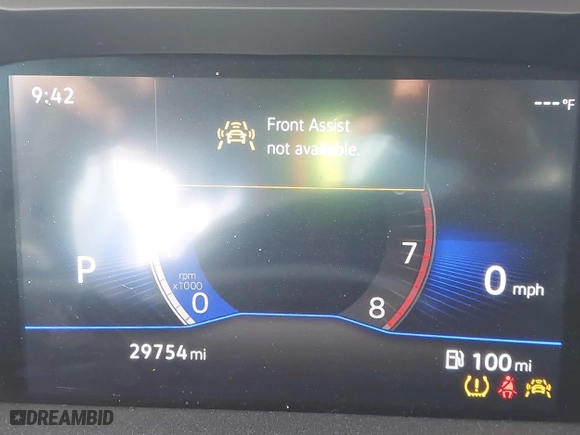 9:42
Front Assist
not available.
---°F
P
rpm
x1000
0
7
8
0 mph
29754 mi
100 mi
DREAMBID